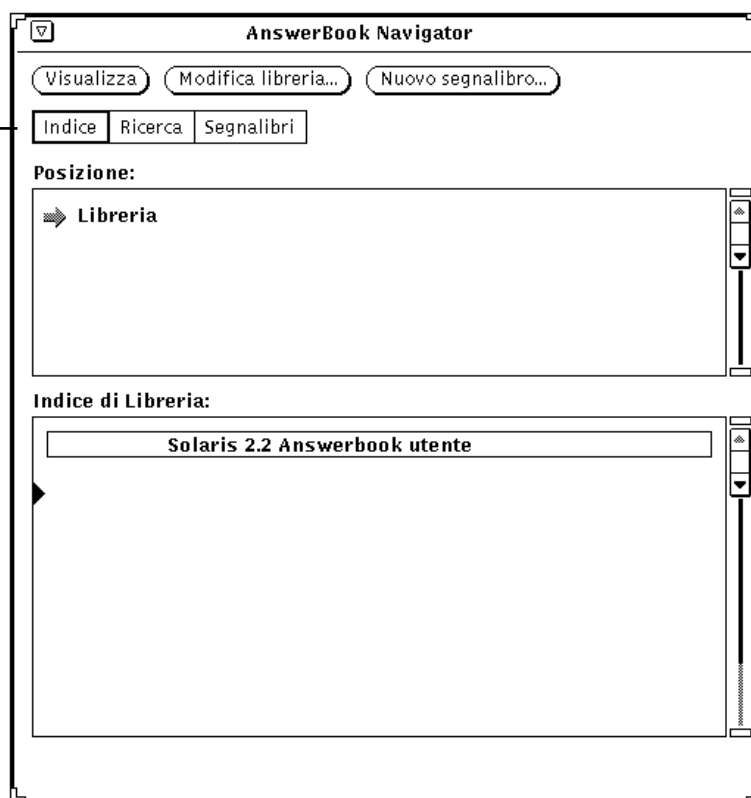 AnswerBook Navigator
Visualizza Modifica libreria... Nuovo segnalibro...
Indice Ricerca Segnalibri
Posizione:
Libreria
Indice di Libreria:
Solaris 2.2 Answerbook utente